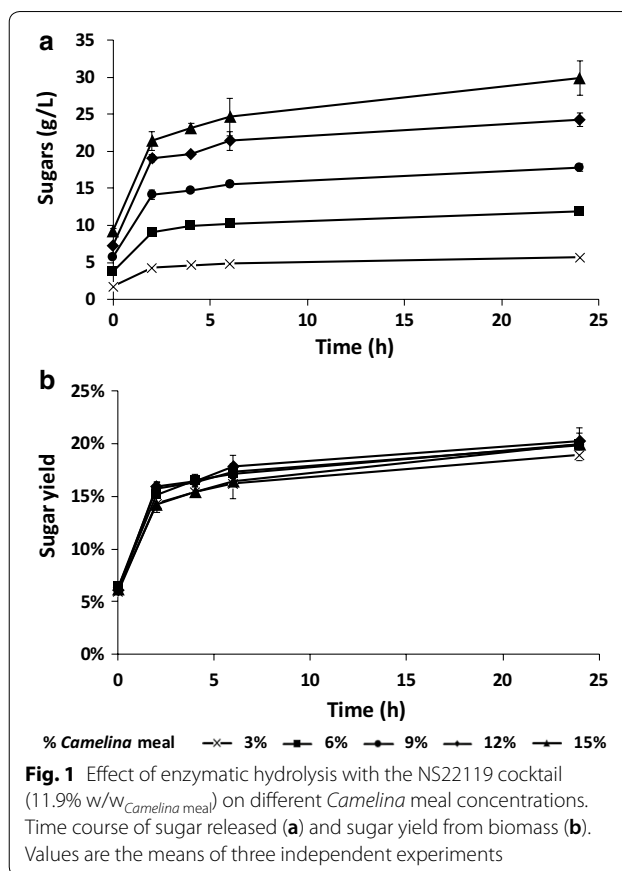 a
35
30
25
20
15
10
5
0
Sugars (g/L)
0 5 10 15 20 25
Time (h)
b
25%
20%
15%
10%
5%
0%
Sugar yield
0 5 10 15 20 25
Time (h)
% Camelina meal 3% 6% 9% 12% 15%
Fig. 1 Effect of enzymatic hydrolysis with the NS22119 cocktail
(11.9% w/wCamelina meal) on different Camelina meal concentrations.
Time course of sugar released (a) and sugar yield from biomass (b).
Values are the means of three independent experiments